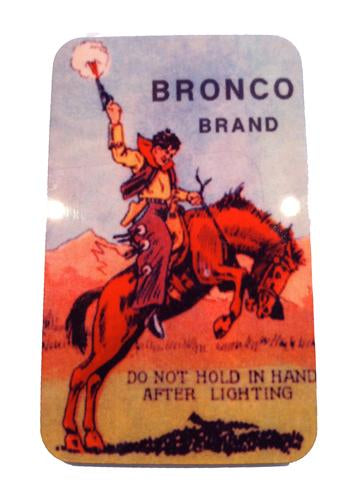 BRONCO
BRAND
DO NOT HOLD IN HAND
AFTER LIGHTING